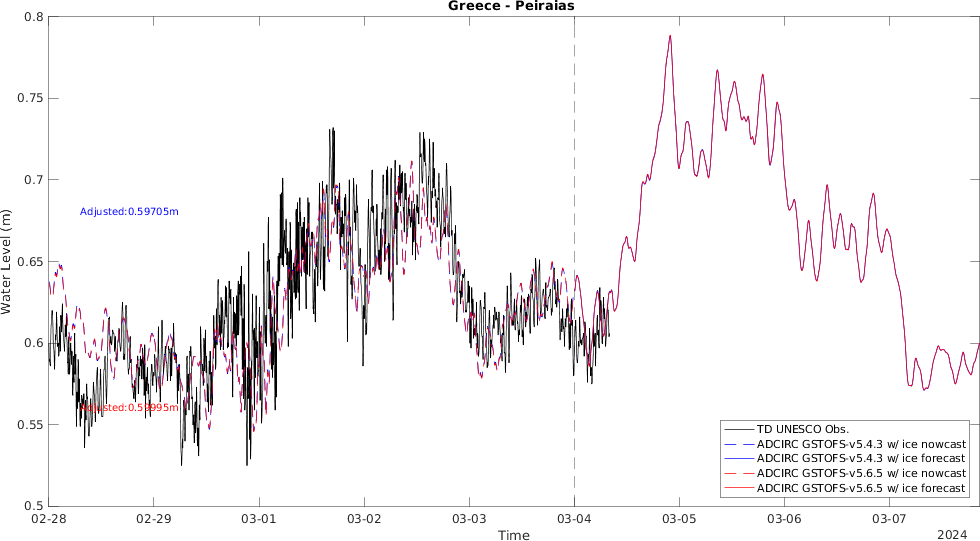 Greece - Peiraias
0.8
0.75
0.7
0.65
0.6
0.55
0.5
Water Level (m)
Adjusted:0.59705m
Adjusted:0.59995m
TD UNESCO Obs.
ADCIRC GSTOFS-v5.4.3 w/ ice nowcast
ADCIRC GSTOFS-v5.4.3 w/ ice forecast
ADCIRC GSTOFS-v5.6.5 w/ ice nowcast
ADCIRC GSTOFS-v5.6.5 w/ ice forecast
02-28 02-29 03-01 03-02 03-03 03-04 03-05 03-06 03-07
Time
2024